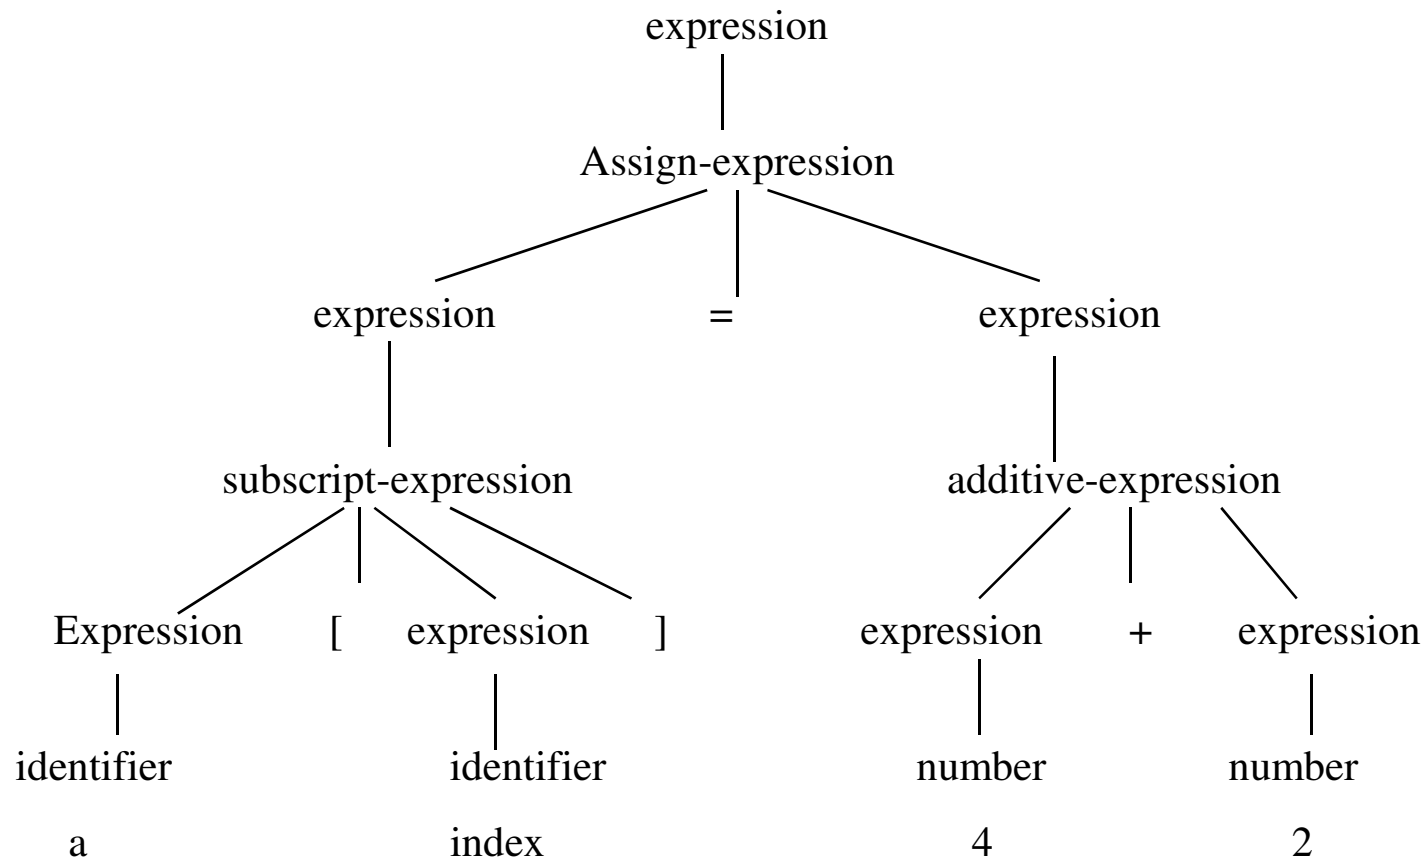 expression
Assign-expression
expression = expression
subscript-expression additive-expression
Expression [ expression ] expression + expression
identifier identifier number number
a index 4 2